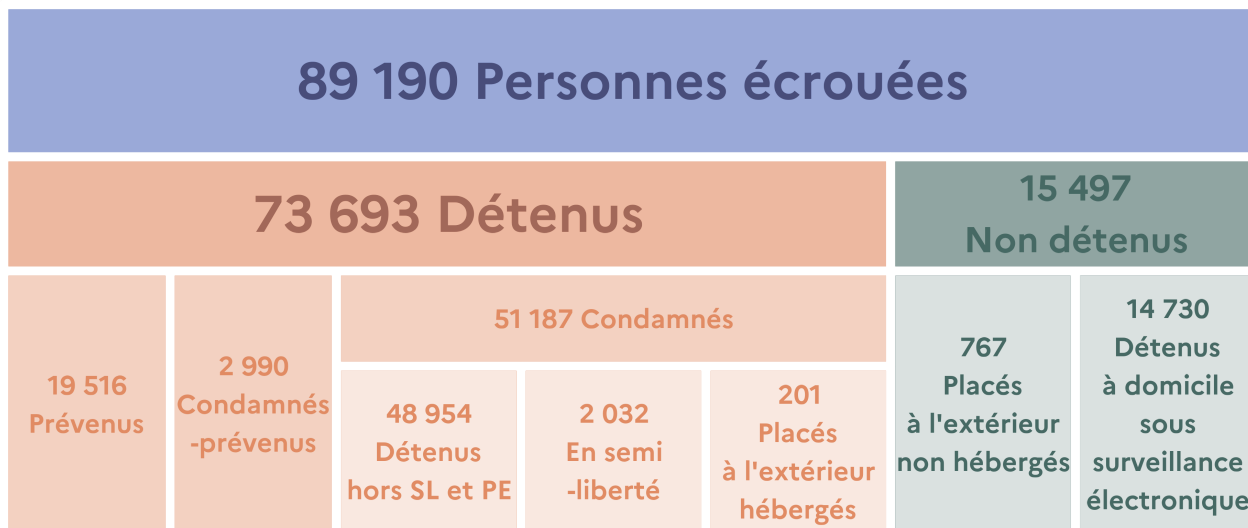 89 190 Personnes écrouées
73 693 Détenus
15 497
Non détenus
19 516
Prévenus
2 990
Condamnés
-prévenus
51 187 Condamnés
48 954
Détenus
hors SL et PE
2 032
En semi
-liberté
201
Placés
à l'extérieur
hébergés
767
Placés
à l'extérieur
non hébergés
14 730
Détenus
à domicile
sous
surveillance
électronique